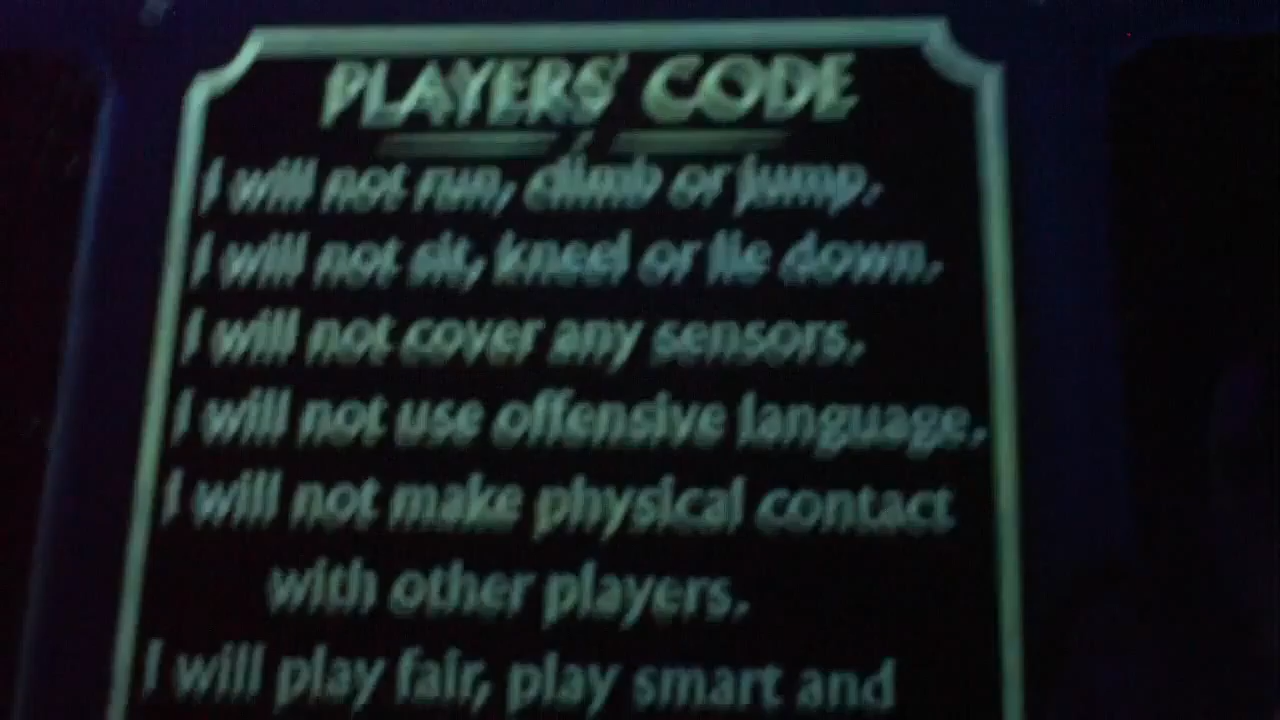 PLAYERS' CODE
I will not run, climb or jump.
I will not sit, kneel or lie down.
I will not cover any sensors.
I will not use offensive language.
I will not make physical contact
with other players.
I will play fair, play smart and